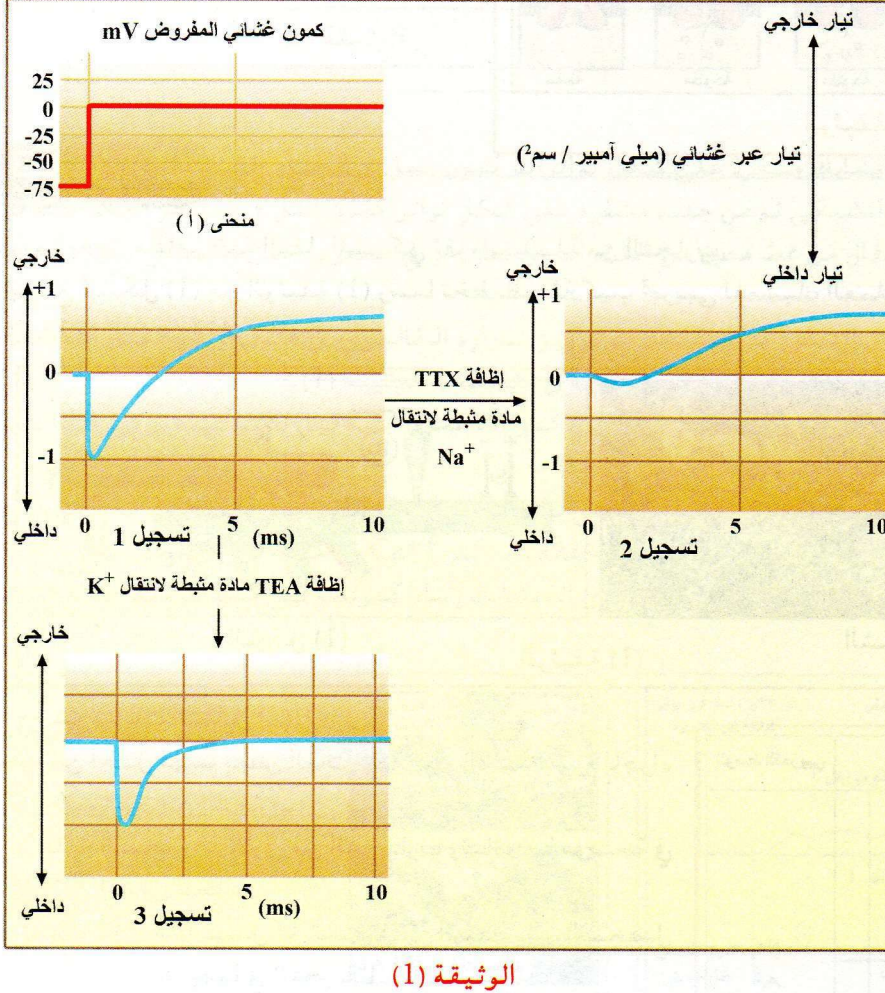 كمون غشائي المفروض mV
25
0
-25
-50
-75
منحنى ( أ )
تيار خارجي
تيار عبر غشائي (ميلي آمبير / سم²)
تيار داخلي
خارجي
+1
0
-1
داخلي
0
5
10
(ms)
تسجيل 1
إظافة TTX
مادة مثبطة لانتقال
Na⁺
خارجي
+1
0
-1
داخلي
0
5
10
تسجيل 2
إظافة TEA مادة مثبطة لانتقال K⁺
خارجي
داخلي
0
5
10
(ms)
تسجيل 3
الوثيقة (1)